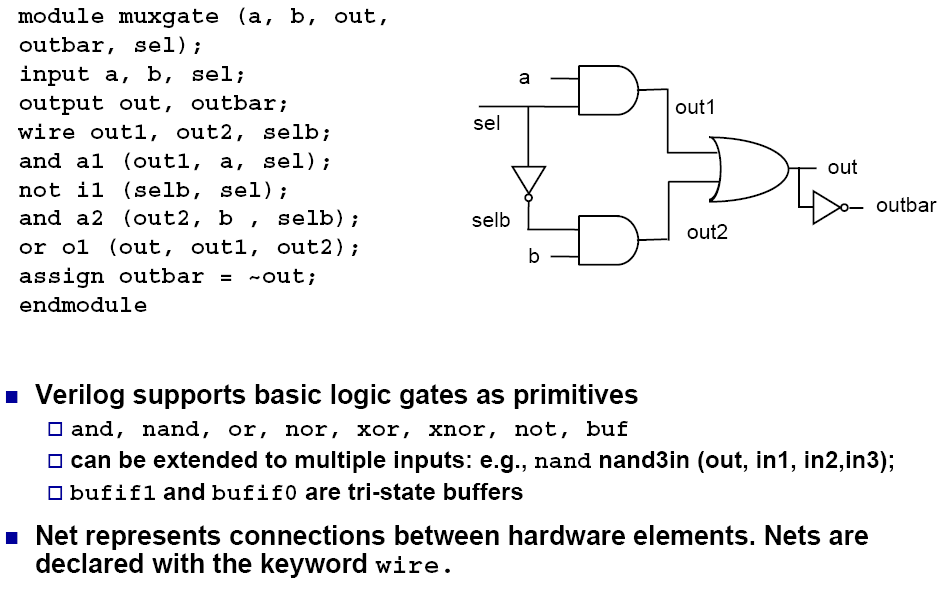 module muxgate (a, b, out,
outbar, sel);
input a, b, sel;
output out, outbar;
wire out1, out2, selb;
and a1 (out1, a, sel);
not i1 (selb, sel);
and a2 (out2, b , selb);
or o1 (out, out1, out2);
assign outbar = ~out;
endmodule
a
sel
out1
out
outbar
selb
out2
b
Verilog supports basic logic gates as primitives
and, nand, or, nor, xor, xnor, not, buf
can be extended to multiple inputs: e.g., nand nand3in (out, in1, in2,in3);
bufif1 and bufif0 are tri-state buffers
Net represents connections between hardware elements. Nets are
declared with the keyword wire.